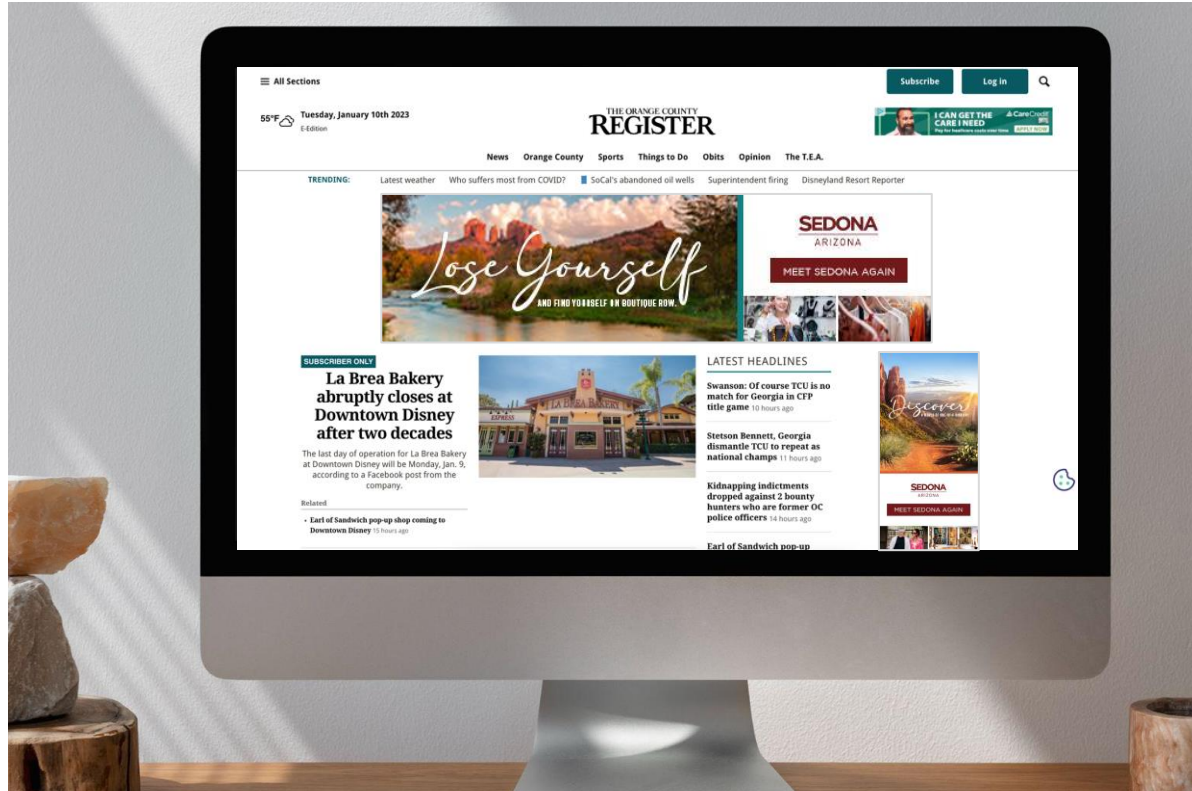 All Sections
Subscribe
Log in
55°F
Tuesday, January 10th 2023
E-Edition
THE ORANGE COUNTY
REGISTER
I CAN GET THE
CARE I NEED
Pay for healthcare costs over time
CareCredit
APPLY NOW
News Orange County Sports Things to Do Obits Opinion The T.E.A.
TRENDING: Latest weather Who suffers most from COVID? SoCal's abandoned oil wells Superintendent firing Disneyland Resort Reporter
Lose Yourself
AND FIND YOURSELF ON BOUTIQUE ROW.
SEDONA
ARIZONA
MEET SEDONA AGAIN
SUBSCRIBER ONLY
La Brea Bakery
abruptly closes at
Downtown Disney
after two decades
The last day of operation for La Brea Bakery
at Downtown Disney will be Monday, Jan. 9,
according to a Facebook post from the
company.
Related
• Earl of Sandwich pop-up shop coming to
Downtown Disney 15 hours ago
EXPRESS
LA BREA BAKERY
LATEST HEADLINES
Swanson: Of course TCU is no
match for Georgia in CFP
title game 10 hours ago
Stetson Bennett, Georgia
dismantle TCU to repeat as
national champs 11 hours ago
Kidnapping indictments
dropped against 2 bounty
hunters who are former OC
police officers 14 hours ago
Earl of Sandwich pop-up
Discover
SEDONA
ARIZONA
MEET SEDONA AGAIN